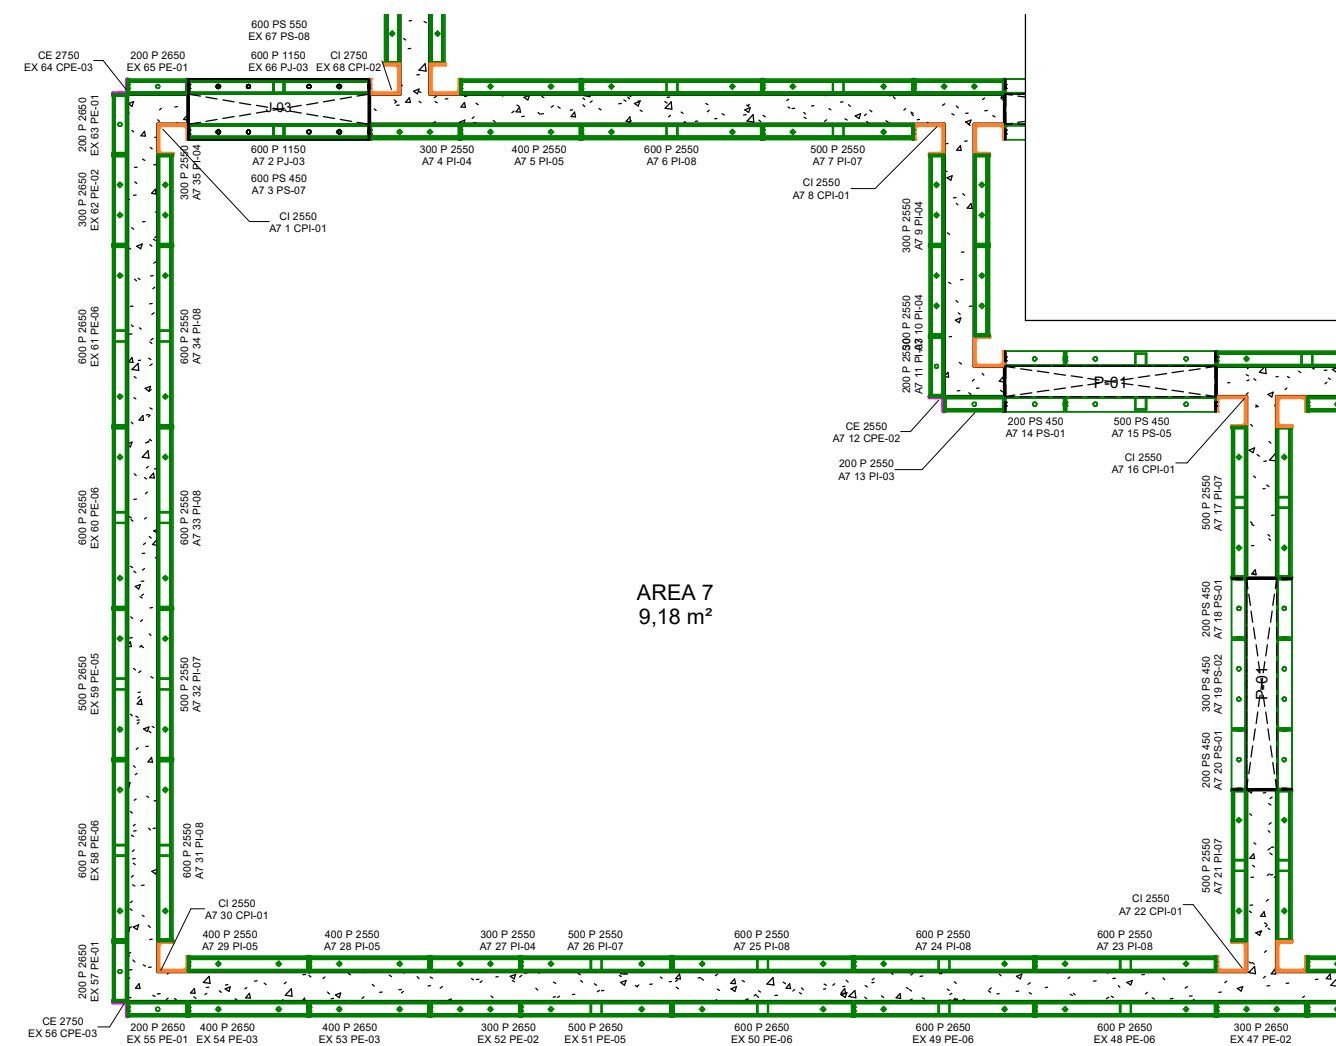 600 PS 550
EX 67 PS-08
CE 2750
EX 64 CPE-03
200 P 2650
EX 65 PE-01
600 P 1150
EX 66 PJ-03
CI 2750
EX 68 CPI-02
J-03
200 P 2650
EX 63 PE-01
300 P 2650
EX 62 PE-02
300 P 2550
A7 35 PI-04
600 P 1150
A7 2 PJ-03
600 PS 450
A7 3 PS-07
CI 2550
A7 1 CPI-01
300 P 2550
A7 4 PI-04
400 P 2550
A7 5 PI-05
600 P 2550
A7 6 PI-08
500 P 2550
A7 7 PI-07
CI 2550
A7 8 CPI-01
300 P 2550
A7 9 PI-04
300 P 2550
A7 10 PI-04
200 P 2550
A7 11 PI-03
P-01
CE 2550
A7 12 CPE-02
200 P 2550
A7 13 PI-03
200 PS 450
A7 14 PS-01
500 PS 450
A7 15 PS-05
CI 2550
A7 16 CPI-01
600 P 2650
EX 61 PE-06
600 P 2550
A7 34 PI-08
600 P 2650
EX 60 PE-06
600 P 2550
A7 33 PI-08
500 P 2550
A7 17 PI-07
AREA 7
9,18 m²
200 PS 450
A7 18 PS-01
300 PS 450
A7 19 PS-02
P-01
200 PS 450
A7 20 PS-01
500 P 2650
EX 59 PE-05
500 P 2550
A7 32 PI-07
600 P 2650
EX 58 PE-06
600 P 2550
A7 31 PI-08
500 P 2550
A7 21 PI-07
CI 2550
A7 30 CPI-01
CI 2550
A7 22 CPI-01
400 P 2550
A7 29 PI-05
400 P 2550
A7 28 PI-05
300 P 2550
A7 27 PI-04
500 P 2550
A7 26 PI-07
600 P 2550
A7 25 PI-08
600 P 2550
A7 24 PI-08
600 P 2550
A7 23 PI-08
200 P 2650
EX 57 PE-01
CE 2750
EX 56 CPE-03
200 P 2650
EX 55 PE-01
400 P 2650
EX 54 PE-03
400 P 2650
EX 53 PE-03
300 P 2650
EX 52 PE-02
500 P 2650
EX 51 PE-05
600 P 2650
EX 50 PE-06
600 P 2650
EX 49 PE-06
600 P 2650
EX 48 PE-06
300 P 2650
EX 47 PE-02